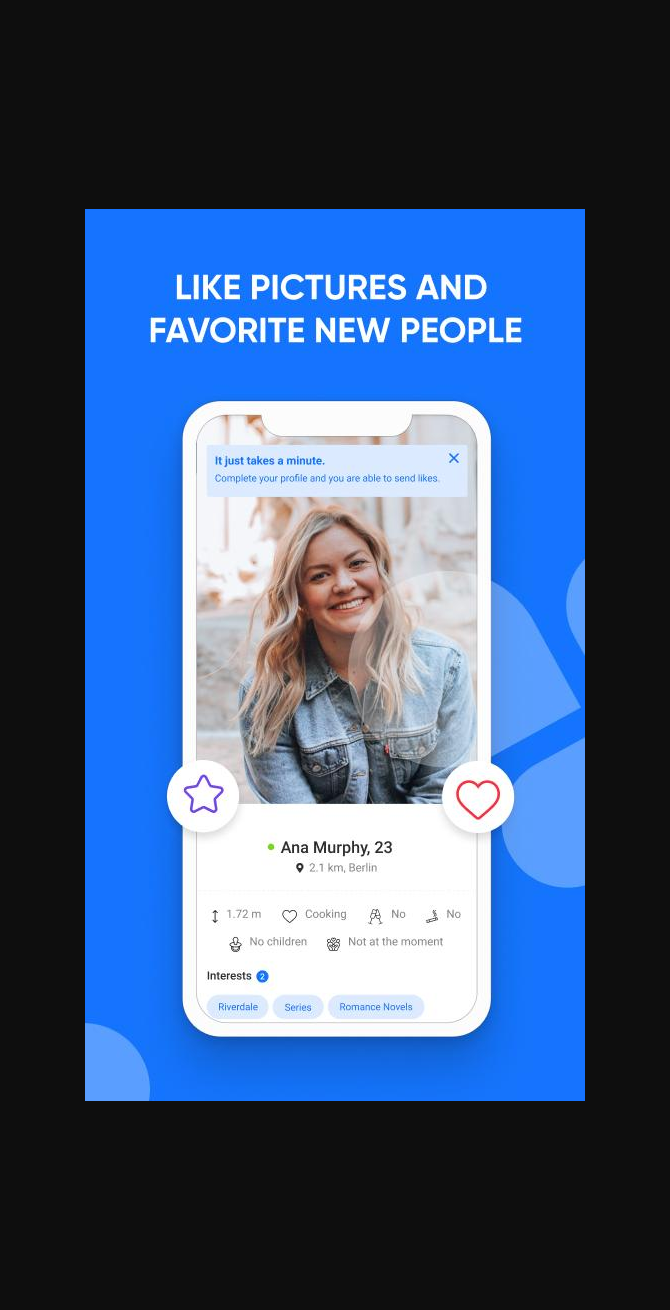 LIKE PICTURES AND
FAVORITE NEW PEOPLE
It just takes a minute.
Complete your profile and you are able to send likes.
Ana Murphy, 23
2.1 km, Berlin
1.72 m Cooking No No
No children Not at the moment
Interests 2
Riverdale Series Romance Novels